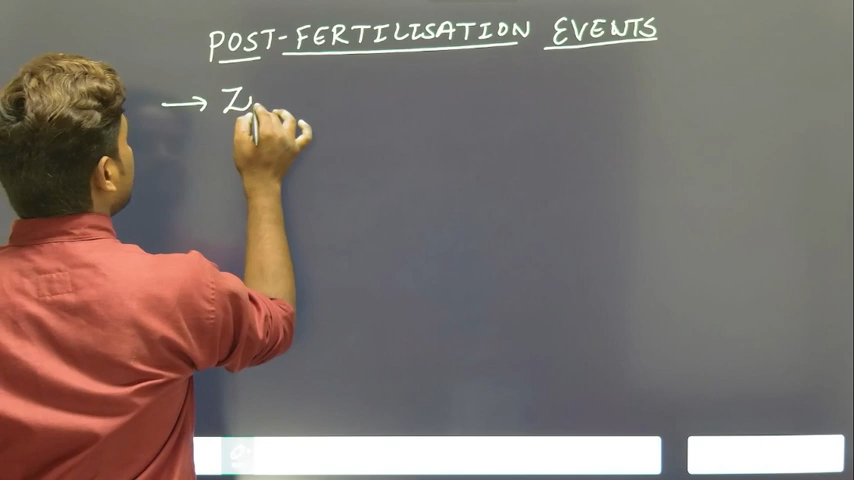 POST-FERTILISATION EVENTS
→ Z